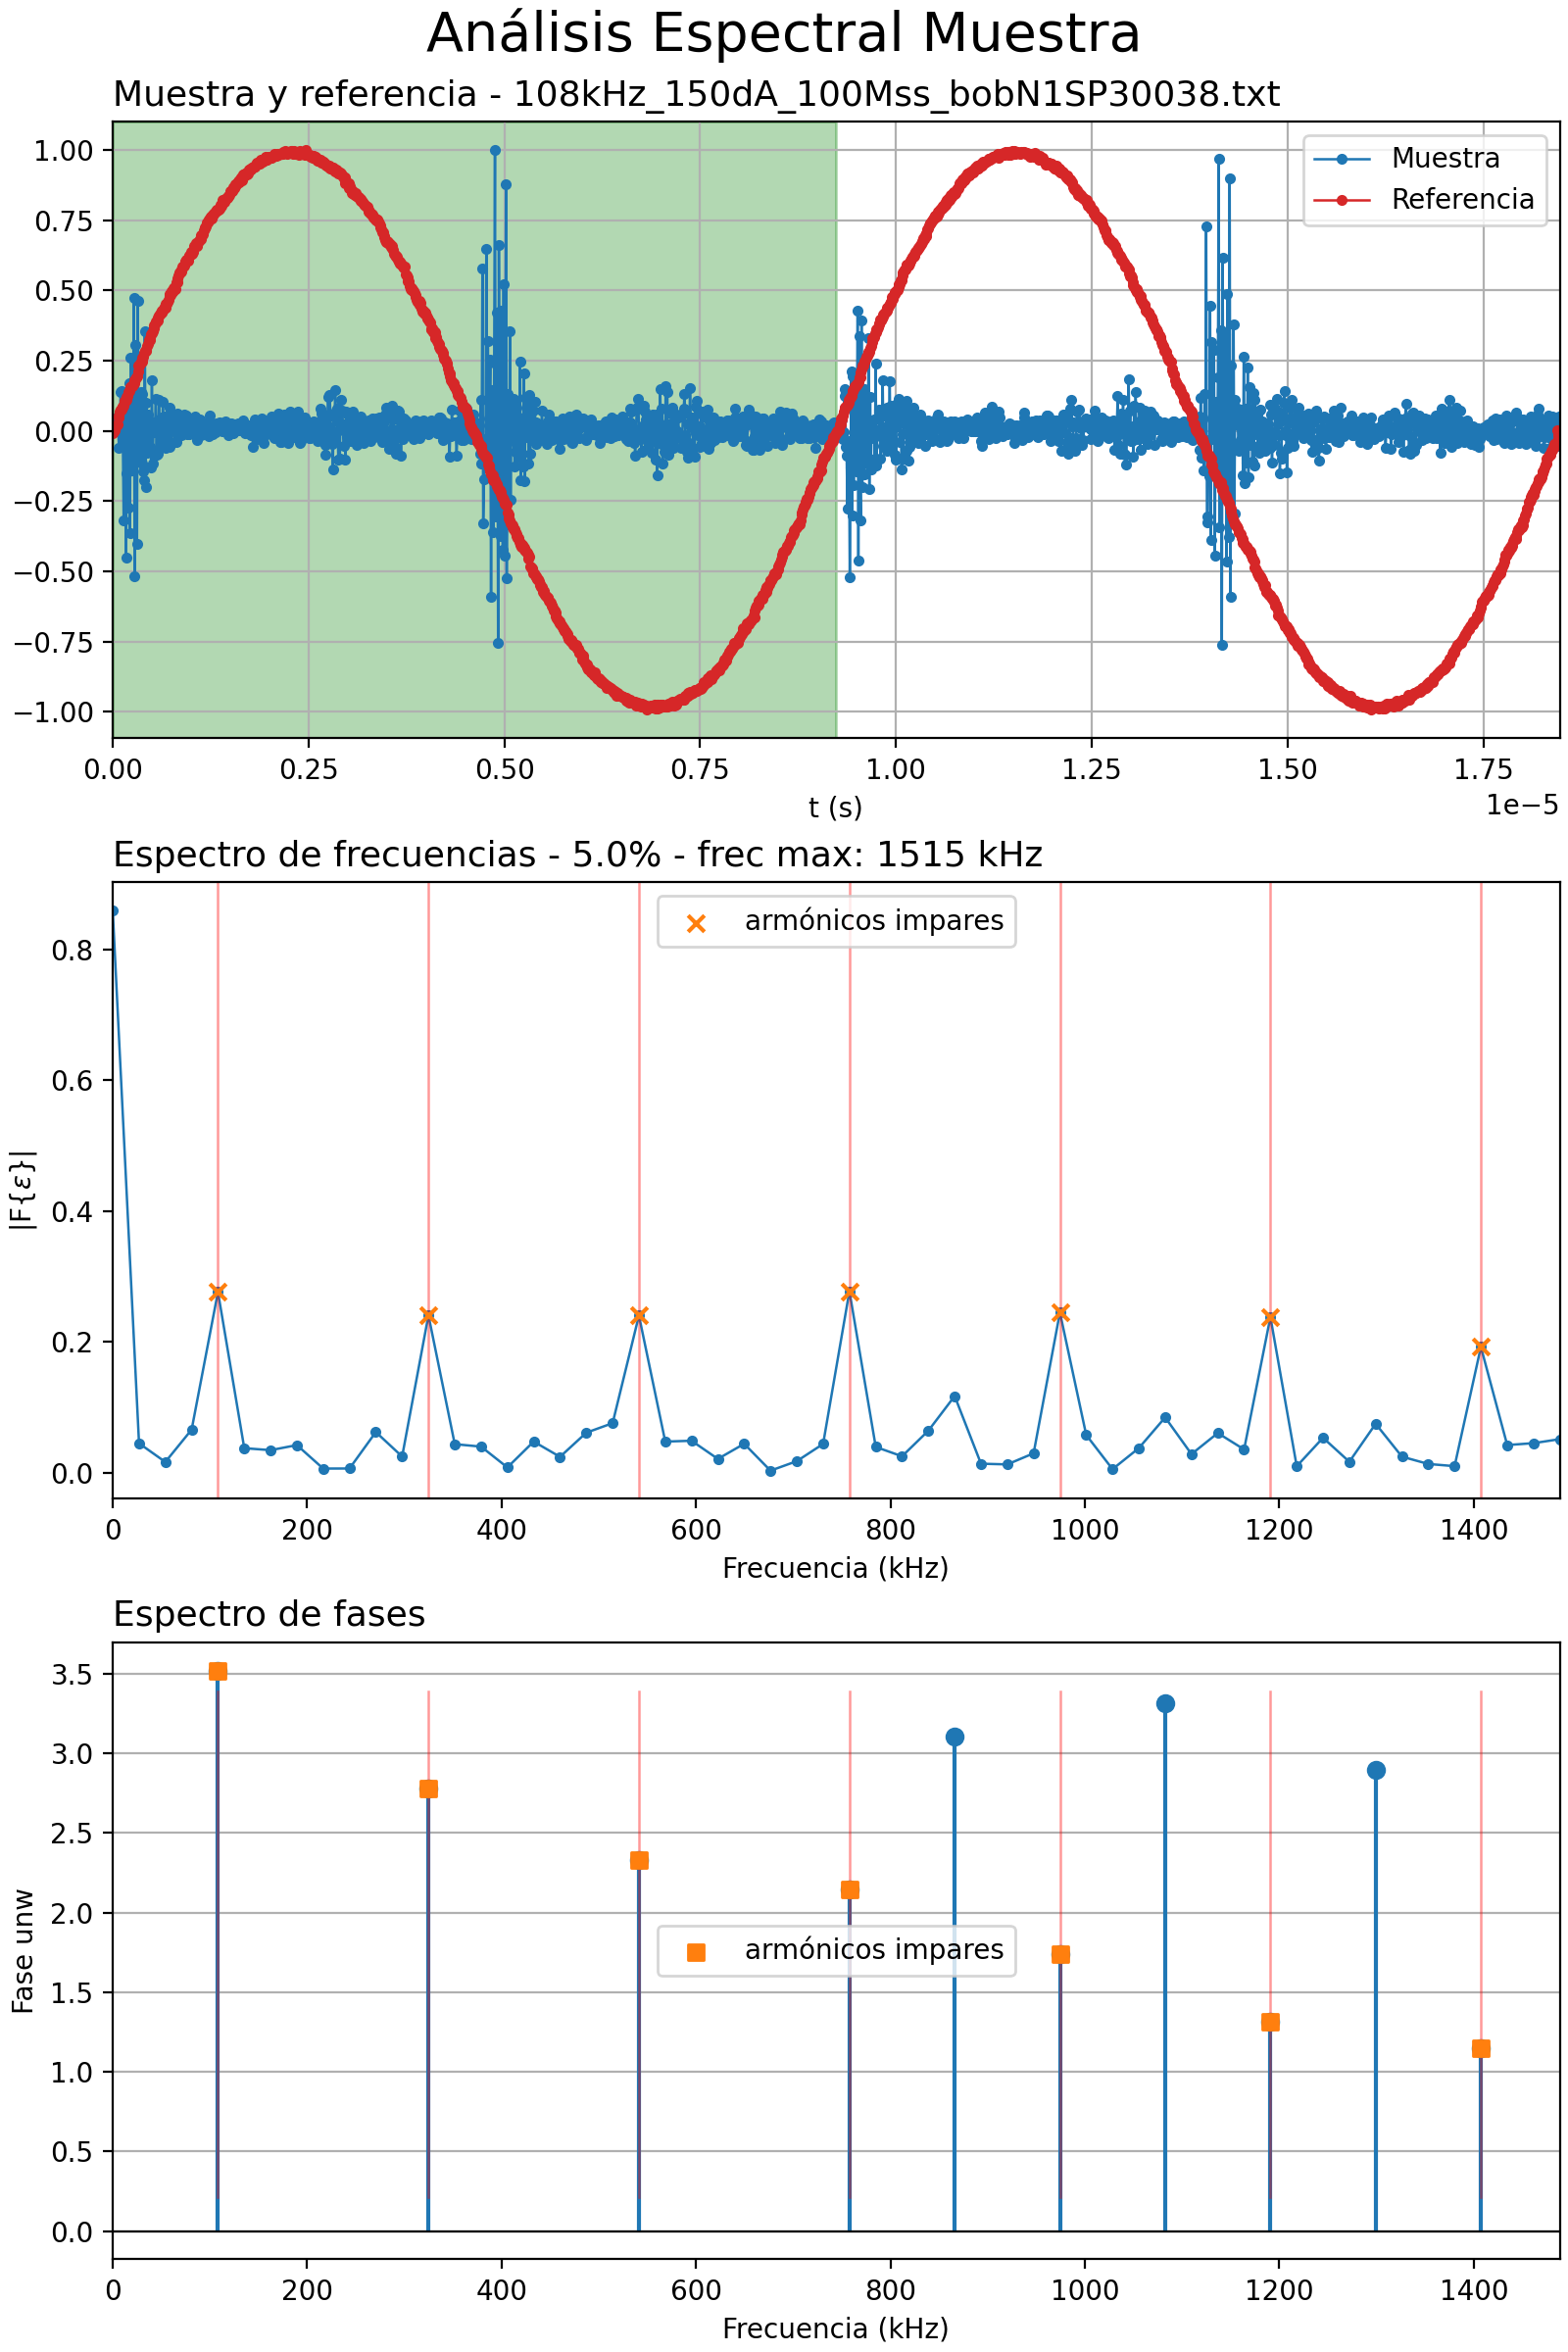 Análisis Espectral Muestra
Muestra y referencia - 108kHz_150dA_100Mss_bobN1SP30038.txt
1.00
0.75
0.50
0.25
0.00
−0.25
−0.50
−0.75
−1.00
Muestra
Referencia
0.00 0.25 0.50 0.75 1.00 1.25 1.50 1.75
1e−5
t (s)
Espectro de frecuencias - 5.0% - frec max: 1515 kHz
armónicos impares
0.8
0.6
0.4
0.2
0.0
|F{ε}|
0 200 400 600 800 1000 1200 1400
Frecuencia (kHz)
Espectro de fases
3.5
3.0
2.5
2.0
1.5
1.0
0.5
0.0
Fase unw
armónicos impares
0 200 400 600 800 1000 1200 1400
Frecuencia (kHz)